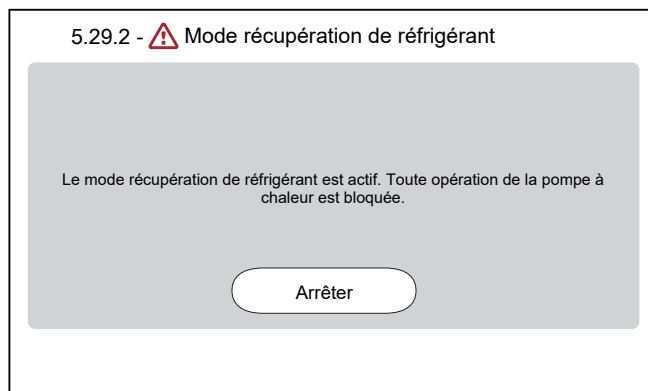 5.29.2 - Mode récupération de réfrigérant
Le mode récupération de réfrigérant est actif. Toute opération de la pompe à
chaleur est bloquée.
Arrêter